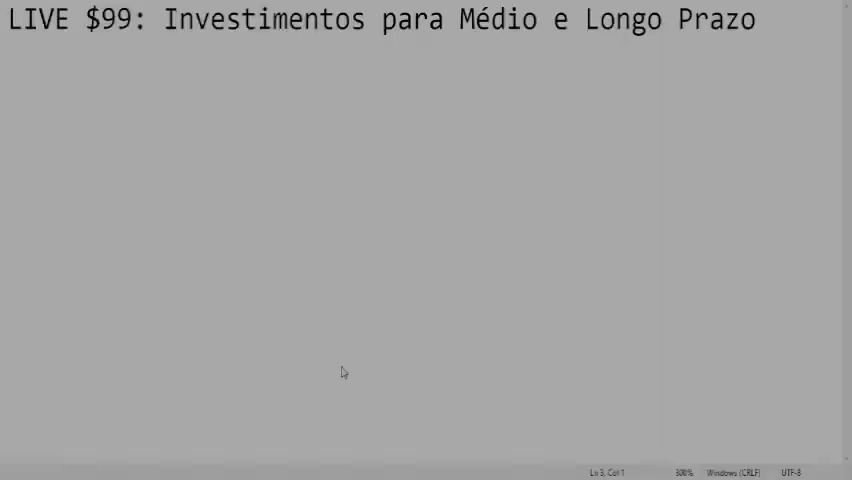 LIVE $99: Investimentos para Médio e Longo Prazo
Ln 3, Col 1 300% Windows (CRLF) UTF-8